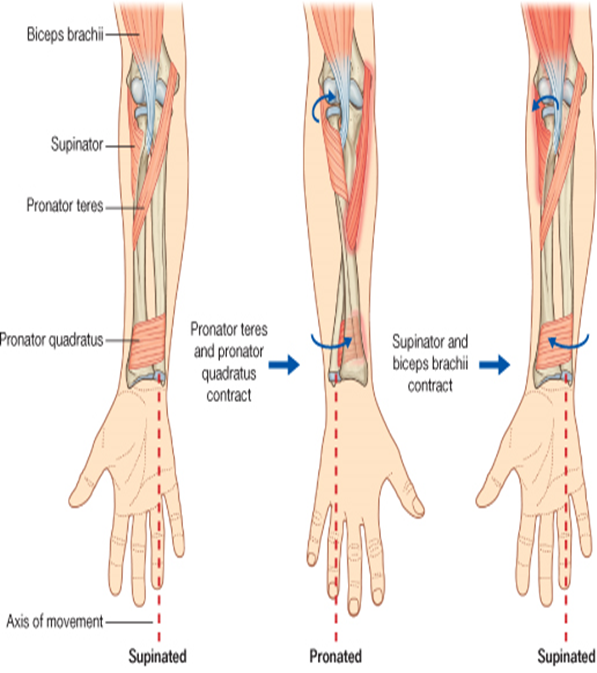 Biceps brachii
Supinator
Pronator teres
Pronator quadratus
Pronator teres
and pronator
quadratus
contract
Supinator and
biceps brachii
contract
Axis of movement
Supinated
Pronated
Supinated